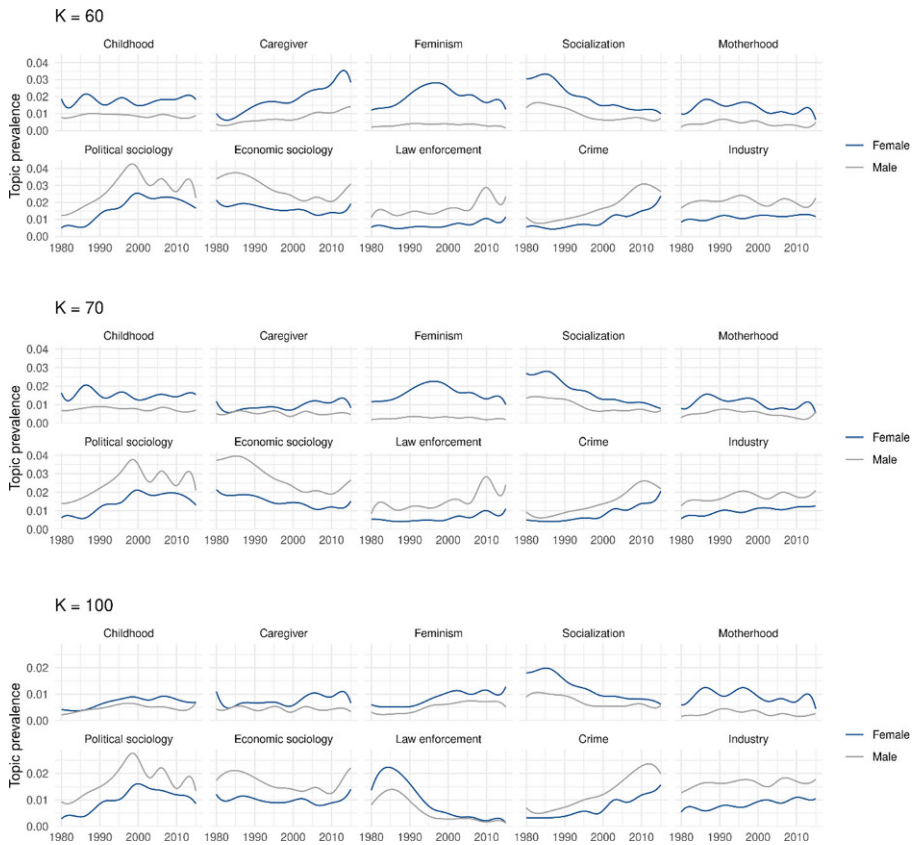 K = 60
Childhood Caregiver Feminism Socialization Motherhood
0.04
0.03
0.02
0.01
0.00
Political sociology Economic sociology Law enforcement Crime Industry
0.04
0.03
0.02
0.01
0.00
1980 1990 2000 2010 1980 1990 2000 2010 1980 1990 2000 2010 1980 1990 2000 2010 1980 1990 2000 2010
Topic prevalence
Female
Male
K = 70
Childhood Caregiver Feminism Socialization Motherhood
0.04
0.03
0.02
0.01
0.00
Political sociology Economic sociology Law enforcement Crime Industry
0.04
0.03
0.02
0.01
0.00
1980 1990 2000 2010 1980 1990 2000 2010 1980 1990 2000 2010 1980 1990 2000 2010 1980 1990 2000 2010
Topic prevalence
Female
Male
K = 100
Childhood Caregiver Feminism Socialization Motherhood
0.02
0.01
0.00
Political sociology Economic sociology Law enforcement Crime Industry
0.02
0.01
0.00
1980 1990 2000 2010 1980 1990 2000 2010 1980 1990 2000 2010 1980 1990 2000 2010 1980 1990 2000 2010
Topic prevalence
Female
Male